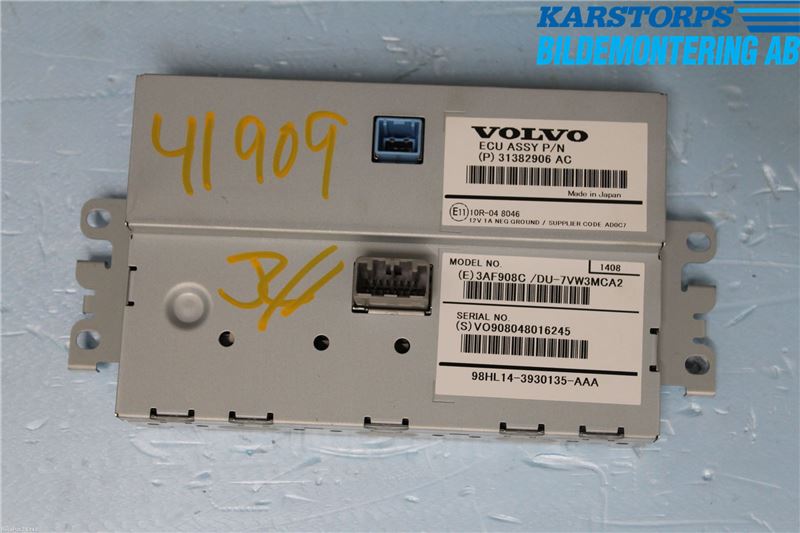 KARSTORPS
BILDEMONTERING AB
41909
VOLVO
ECU ASSY P/N
(P) 31382906 AC
Made in Japan
E11 10R-04 8046
12V 1A NEG GROUND / SUPPLIER CODE AD0C7
MODEL NO. 1408
(E) 3AF908C /DU-7VW3MCA2
SERIAL NO.
(S) VO908048016245
98HL14-3930135-AAA